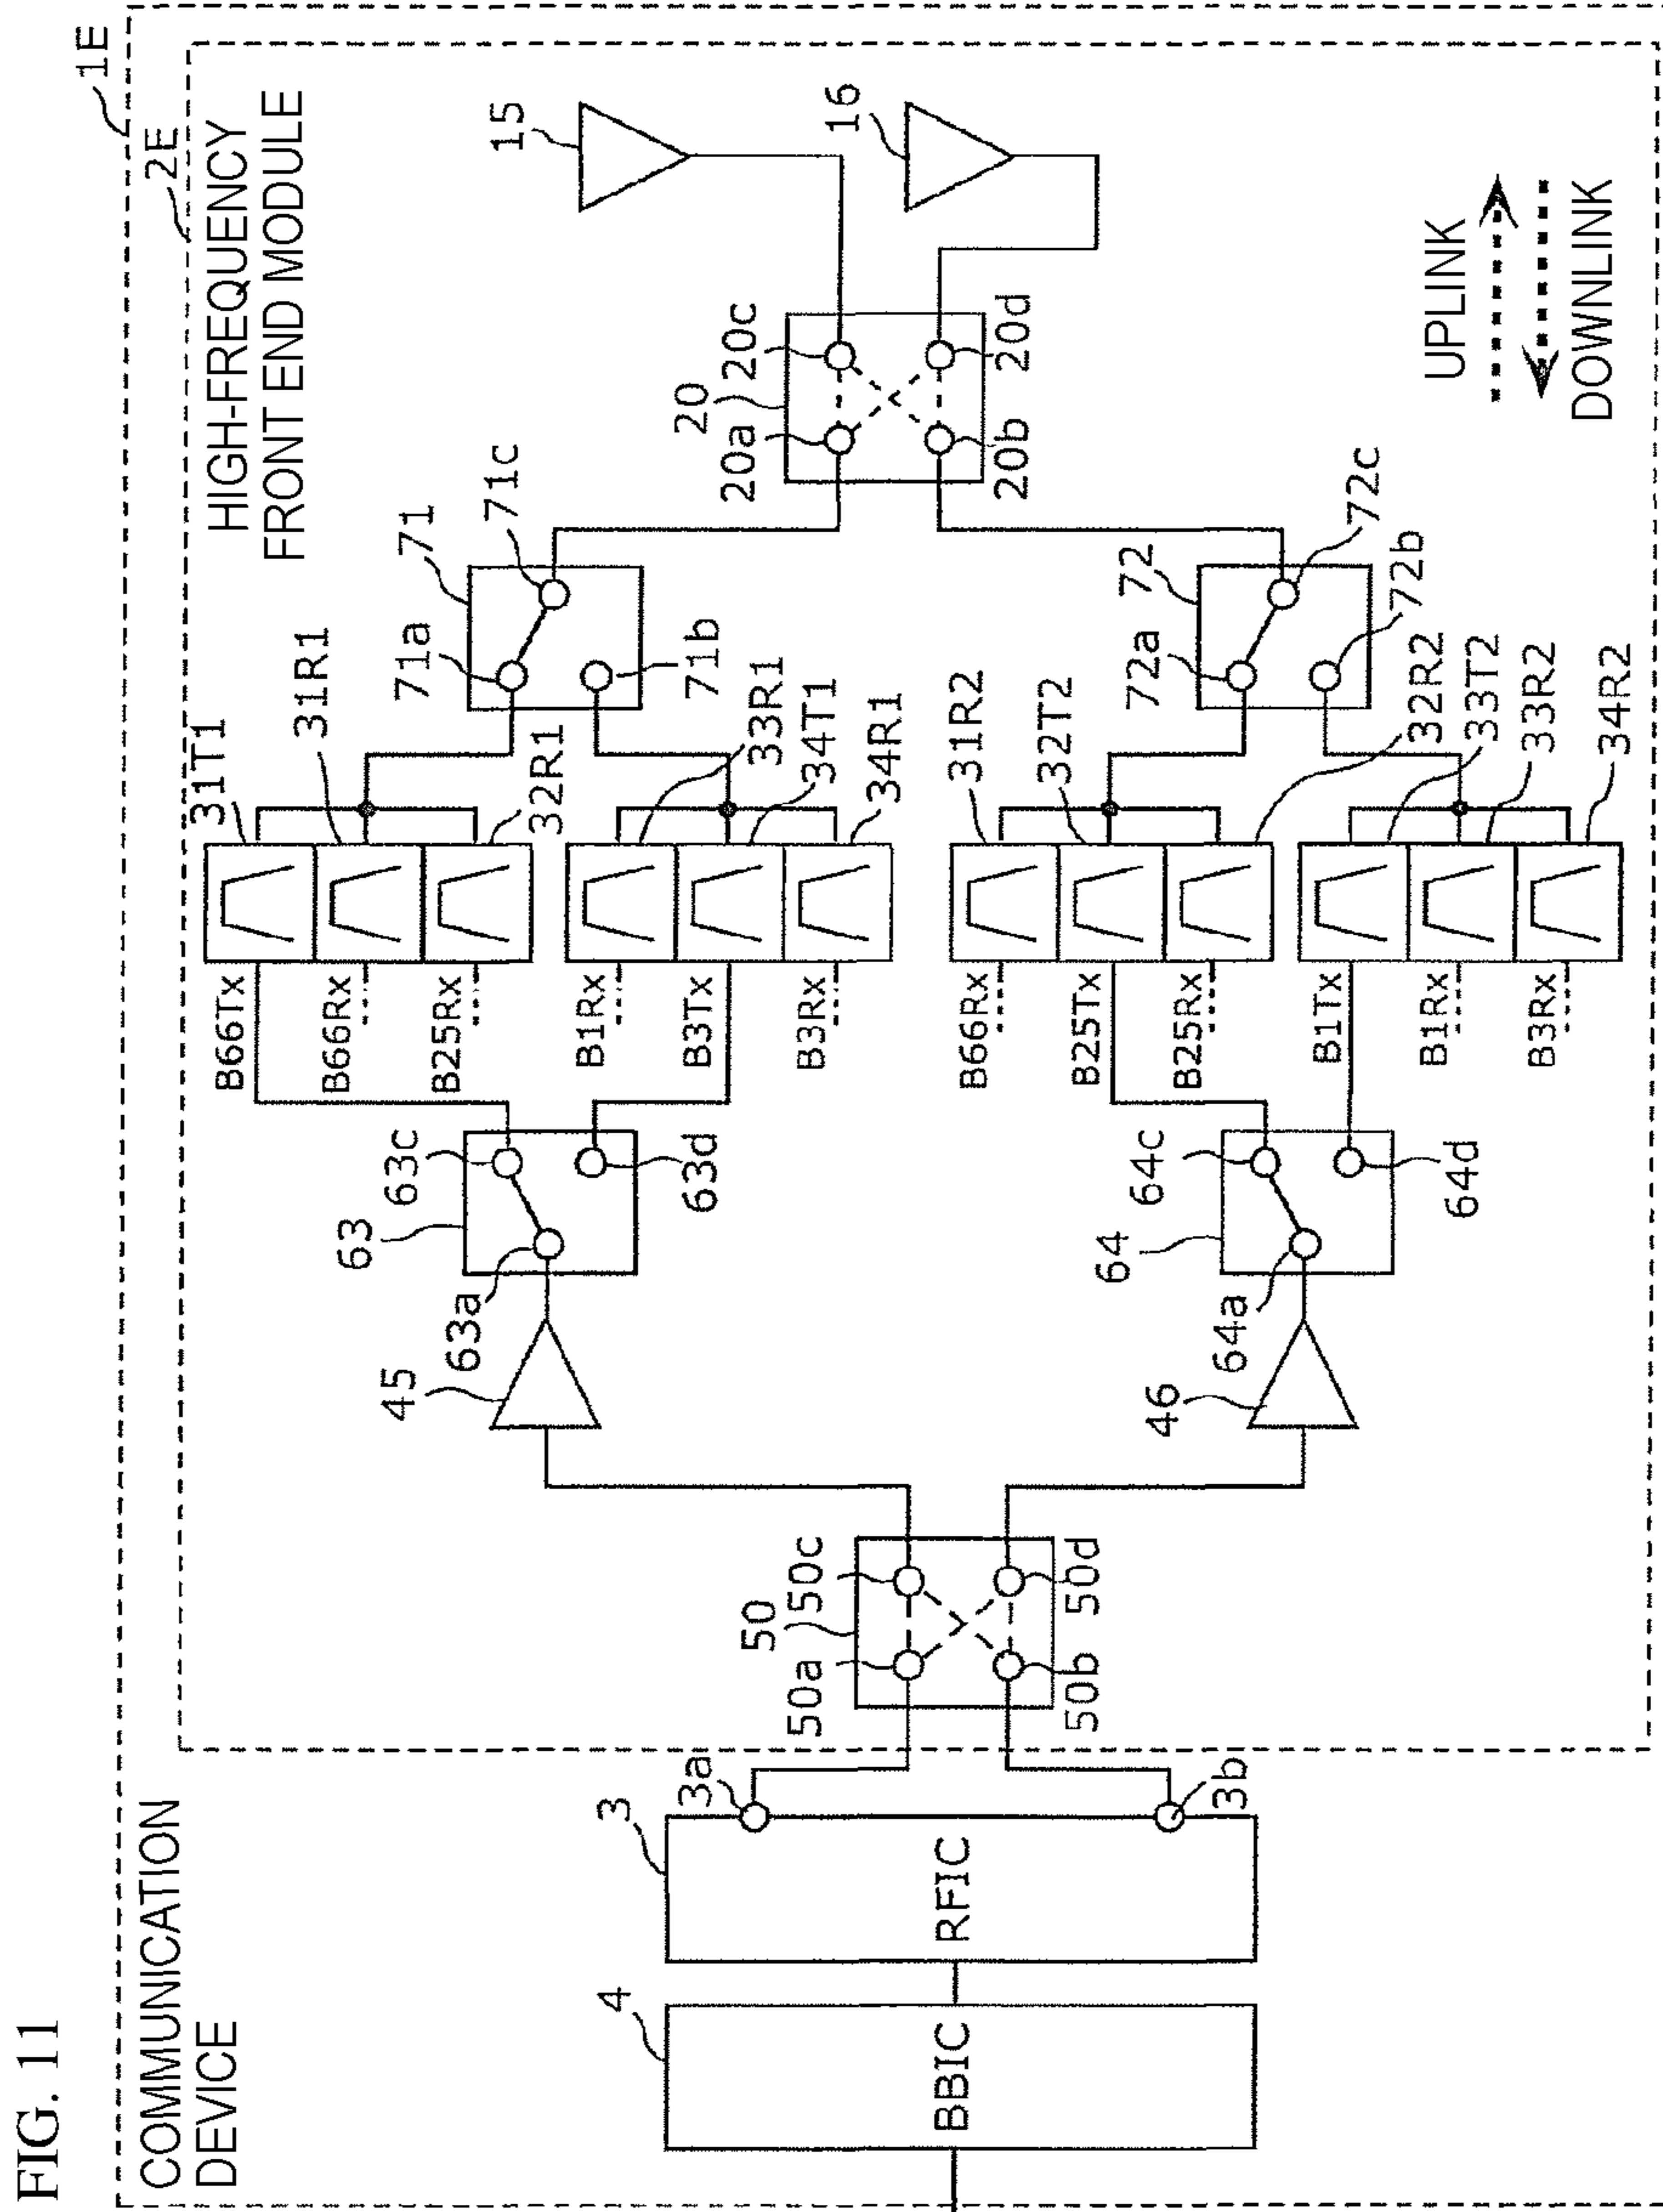 FIG. 11
1E
COMMUNICATION
DEVICE
2E
HIGH-FREQUENCY
FRONT END MODULE
4
BBIC
3
RFIC
3a
3b
50
50a
50c
50b
50d
45
46
63
63a
63c
63d
64
64a
64c
64d
B66Tx
B66Rx
B25Rx
B1Rx
B3Tx
B3Rx
B66Rx
B25Tx
B25Rx
B1Tx
B1Rx
B3Rx
31T1
31R1
32R1
33R1
34T1
34R1
31R2
32T2
32R2
33T2
33R2
34R2
71
71a
71c
71b
72
72a
72c
72b
20
20a
20c
20b
20d
15
16
UPLINK
DOWNLINK